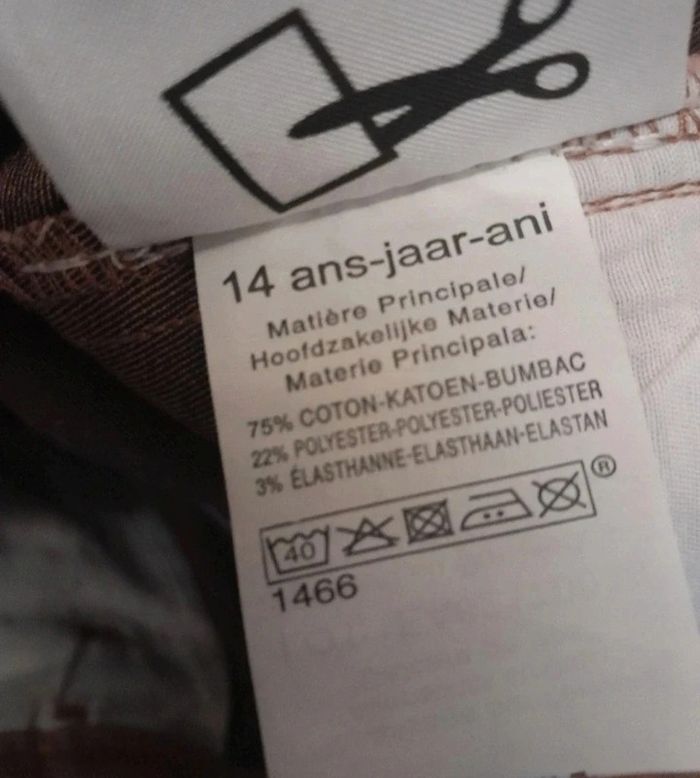 14 ans-jaar-ani
Matière Principale/
Hoofdzakelijke Materie/
Materie Principala:
75% COTON-KATOEN-BUMBAC
22% POLYESTER-POLYESTER-POLIESTER
3% ÉLASTHANNE-ELASTHAAN-ELASTAN
40 ®
1466